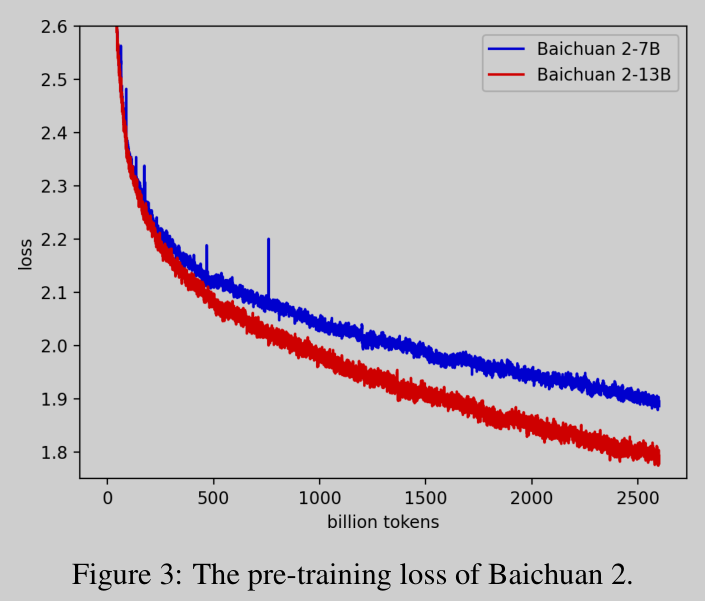 2.6
2.5
2.4
2.3
2.2
2.1
2.0
1.9
1.8
loss
Baichuan 2-7B
Baichuan 2-13B
0 500 1000 1500 2000 2500
billion tokens
Figure 3: The pre-training loss of Baichuan 2.